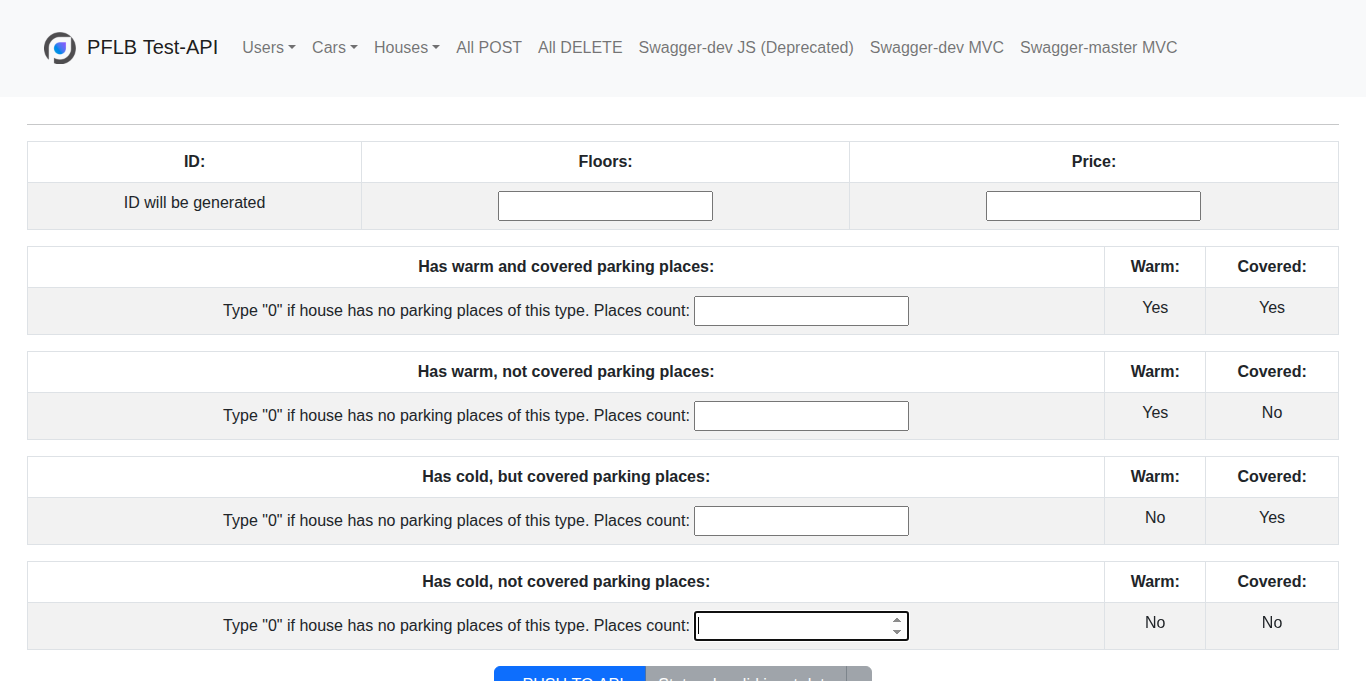 PFLB Test-API Users Cars Houses All POST All DELETE Swagger-dev JS (Deprecated) Swagger-dev MVC Swagger-master MVC
ID: Floors: Price:
ID will be generated
Has warm and covered parking places: Warm: Covered:
Type "0" if house has no parking places of this type. Places count: Yes Yes
Has warm, not covered parking places: Warm: Covered:
Type "0" if house has no parking places of this type. Places count: Yes No
Has cold, but covered parking places: Warm: Covered:
Type "0" if house has no parking places of this type. Places count: No Yes
Has cold, not covered parking places: Warm: Covered:
Type "0" if house has no parking places of this type. Places count: No No
PUSH TO API